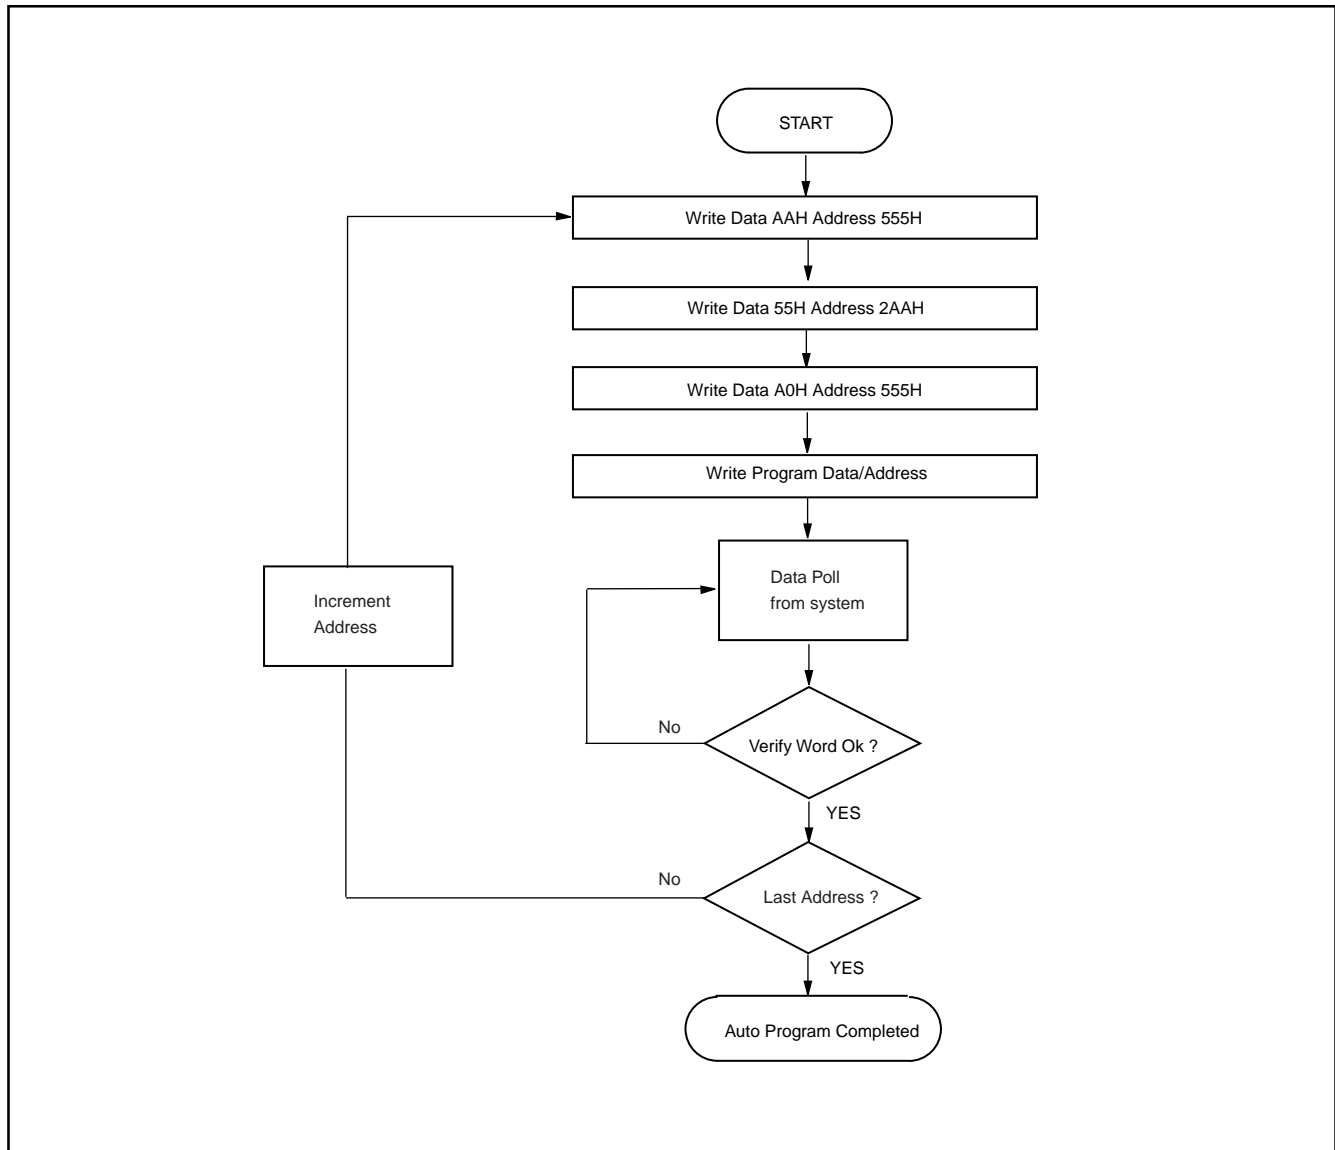 START
Write Data AAH Address 555H
Write Data 55H Address 2AAH
Write Data A0H Address 555H
Write Program Data/Address
Data Poll
from system
Increment
Address
No
Verify Word Ok ?
YES
No
Last Address ?
YES
Auto Program Completed